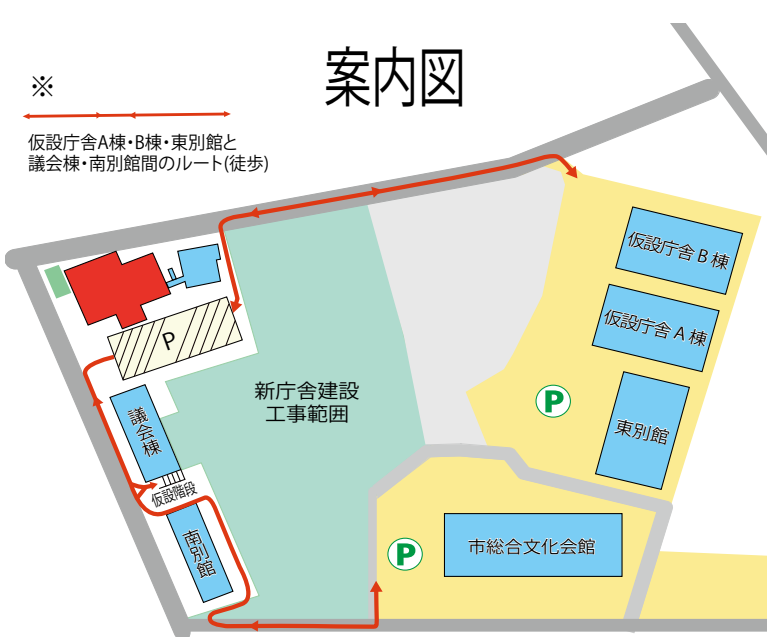 案内図
※
仮設庁舎A棟・B棟・東別館と
議会棟・南別館間のルート(徒歩)
仮設庁舎B棟
仮設庁舎A棟
P
新庁舎建設
工事範囲
P
議会棟
東別館
仮設階段
南別館
P
市総合文化会館